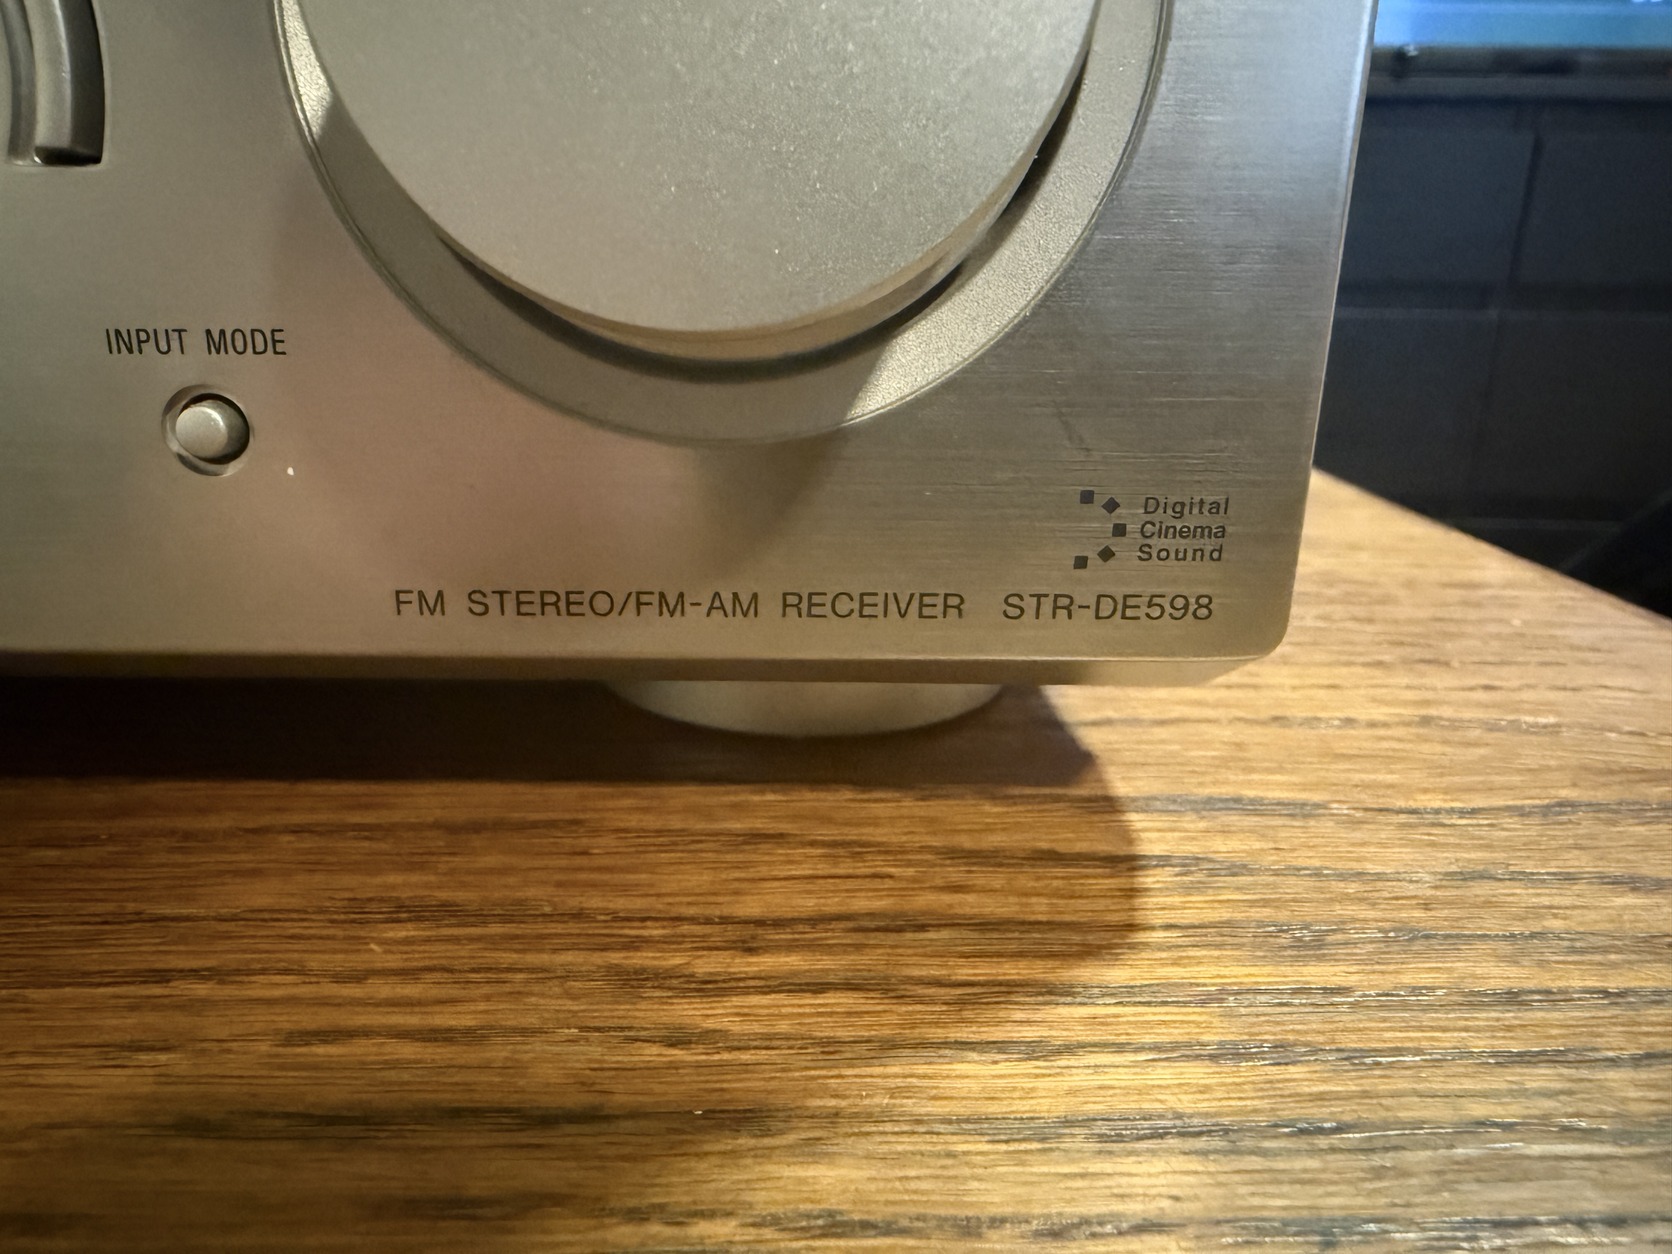 INPUT MODE
Digital
Cinema
Sound
FM STEREO/FM-AM RECEIVER STR-DE598